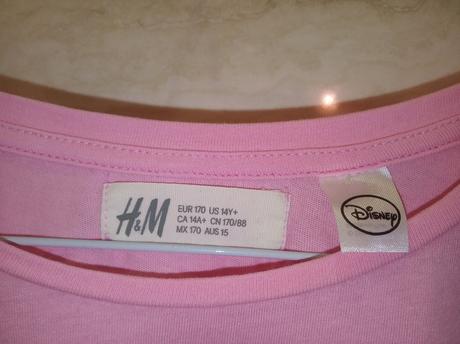 H&M
EUR 170 US 14Y+
CA 14A+ CN 170/88
MX 170 AUS 15
Disney